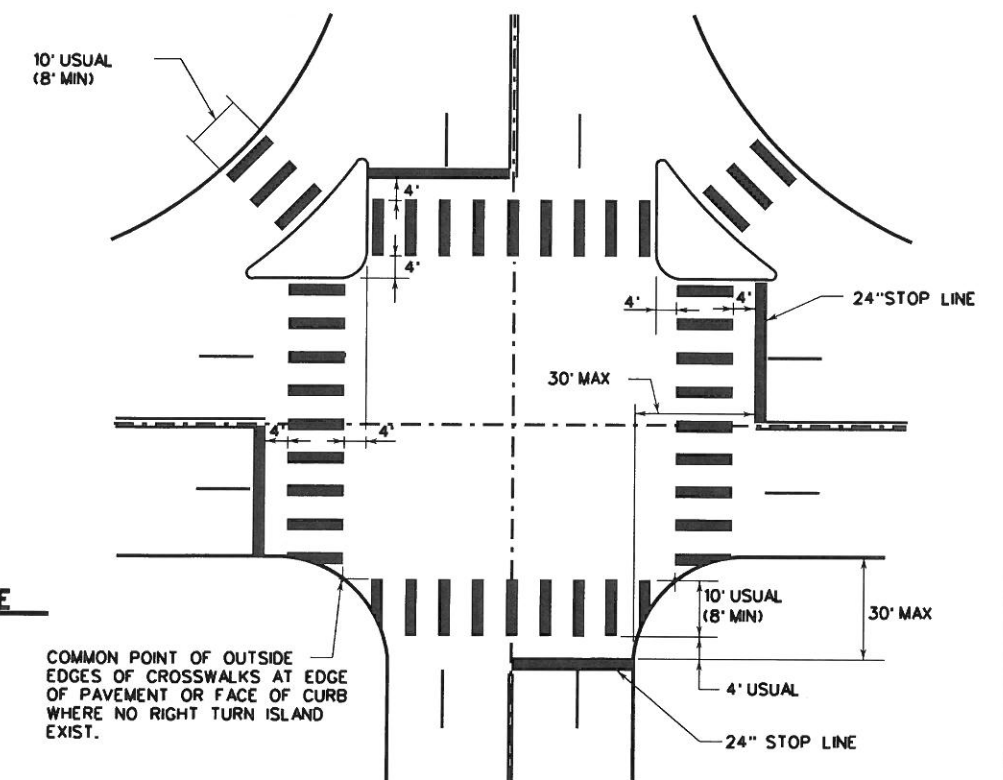 10' USUAL
(8' MIN)
4'
4'
4'
4'
24" STOP LINE
30' MAX
4'
4'
E
10' USUAL
(8' MIN)
30' MAX
COMMON POINT OF OUTSIDE
EDGES OF CROSSWALKS AT EDGE
OF PAVEMENT OR FACE OF CURB
WHERE NO RIGHT TURN ISLAND
EXIST.
4' USUAL
24" STOP LINE